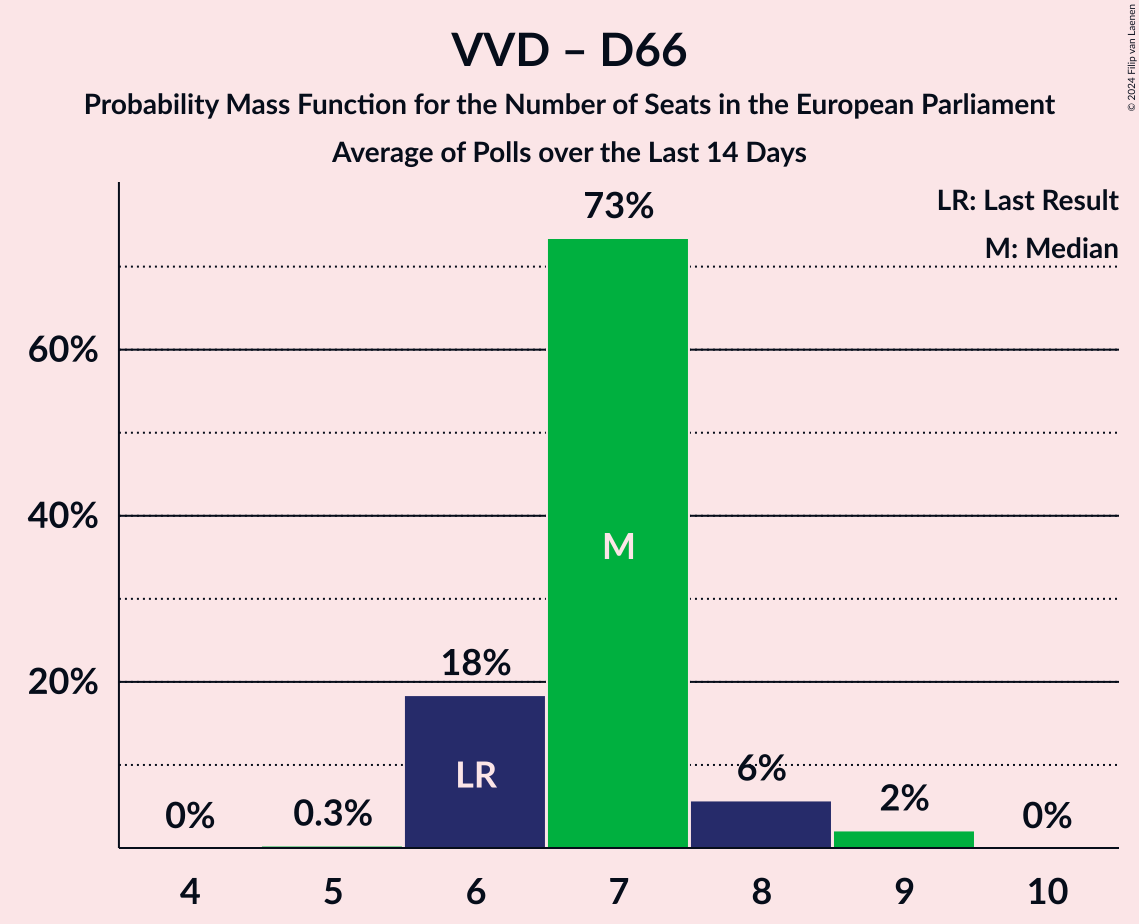 VVD – D66
Probability Mass Function for the Number of Seats in the European Parliament
Average of Polls over the Last 14 Days
© 2024 Filip van Laenen
LR: Last Result
M: Median
60%
40%
20%
0%
0.3%
18%
73%
6%
2%
0%
LR
M
4 5 6 7 8 9 10